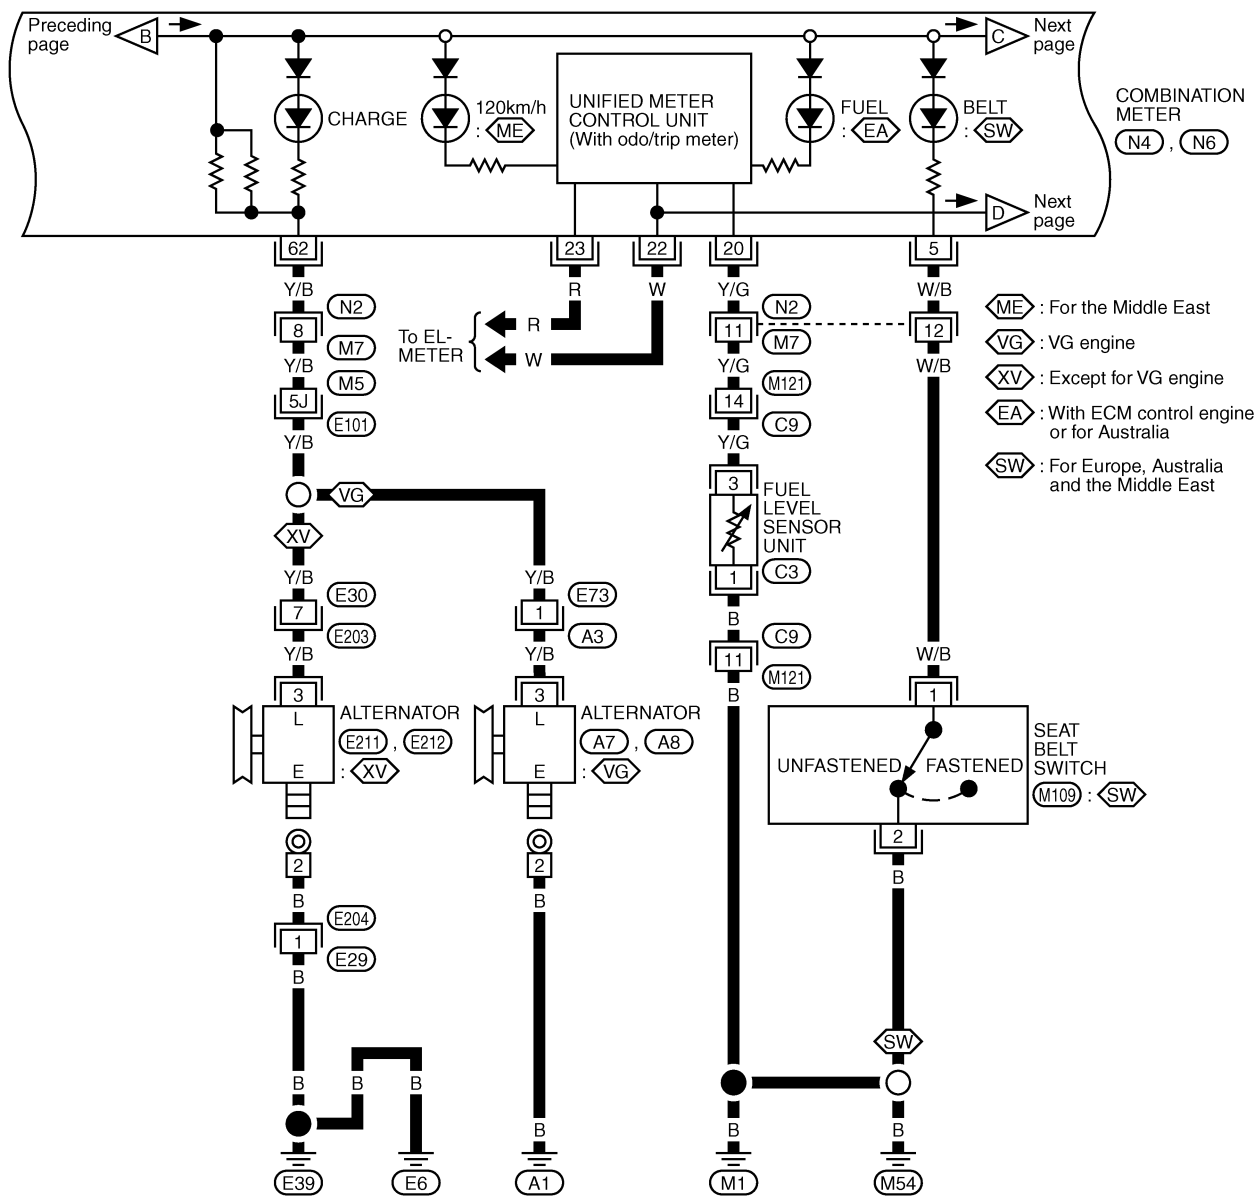 Preceding
page
B
C
Next
page
CHARGE
120km/h
: ME
UNIFIED METER
CONTROL UNIT
(With odo/trip meter)
FUEL
: EA
BELT
: SW
COMBINATION
METER
N4 , N6
D
Next
page
62
23
22
20
5
Y/B
R
W
Y/G
W/B
N2
N2
8
R
To EL-
METER
W
11
12
M7
M7
Y/B
Y/G
W/B
M5
M121
5J
14
E101
C9
Y/B
Y/G
ME : For the Middle East
VG : VG engine
XV : Except for VG engine
EA : With ECM control engine
or for Australia
SW : For Europe, Australia
and the Middle East
VG
XV
3
FUEL
LEVEL
SENSOR
UNIT
1
C3
Y/B
Y/B
B
E30
E73
7
1
C9
E203
A3
11
M121
Y/B
Y/B
B
W/B
3
3
1
L
E
ALTERNATOR
E211 , E212
: XV
L
E
ALTERNATOR
A7 , A8
: VG
UNFASTENED
FASTENED
SEAT
BELT
SWITCH
M109 : SW
2
2
2
B
B
B
E204
1
E29
B
SW
B
B
B
B
B
B
E39
E6
A1
M1
M54